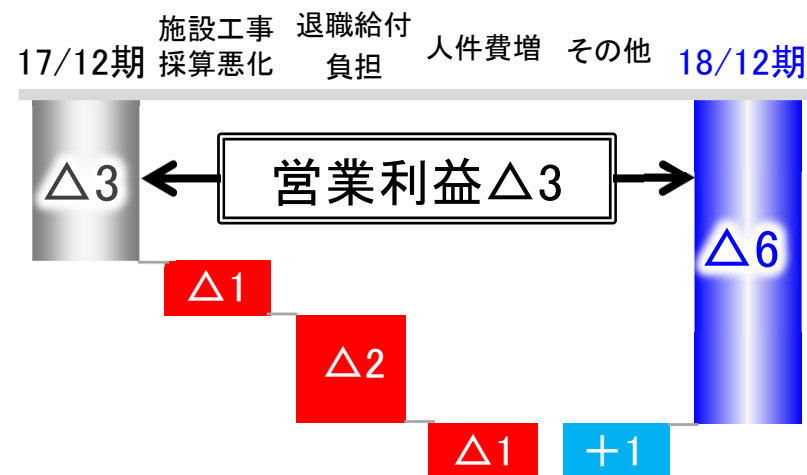 17/12期
施設工事
採算悪化
退職給付
負担
人件費増
その他
18/12期
△3
営業利益△3
△6
△1
△2
△1
＋1